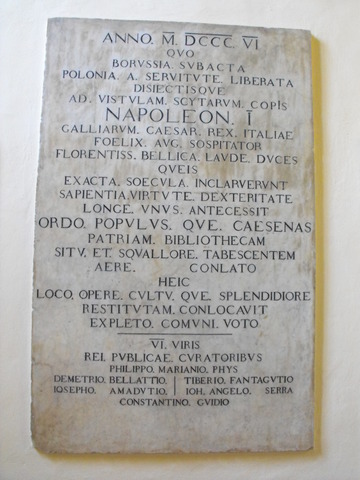 ANNO. M. DCCC. VI
QVO
BORVSSIA. SVBACTA
POLONIA. A. SERVITVTE. LIBERATA
DISIECTISQVE
AD. VISTVLAM. SCYTARVM. COPIS
NAPOLEON. I
GALLIARVM. CAESAR. REX. ITALIAE
FOELIX. AVG. SOSPITATOR
FLORENTISS. BELLICA. LAVDE. DVCES
QVEIS
EXACTA. SOECVLA. INCLARVERVNT
SAPIENTIA. VIRTVTE. DEXTERITATE
LONGE. VNVS. ANTECESSIT
ORDO. POPVLVS. QVE. CAESENAS
PATRIAM. BIBLIOTHECAM
SITV. ET. SQVALLORE. TABESCENTEM
AERE. CONLATO
HEIC
LOCO. OPERE. CVLTV. QVE. SPLENDIDIORE
RESTITVTAM. CONLOCAVIT
EXPLETO. COMVNI. VOTO
VI. VIRIS
REI. PVBLICAE. CVRATORIBVS
PHILIPPO. MARIANIO. PHYS
DEMETRIO. BELLATTIO. | TIBERIO. FANTAGVTIO
IOSEPHO. AMADVTIO. | IOH. ANGELO. SERRA
CONSTANTINO. GVIDIO